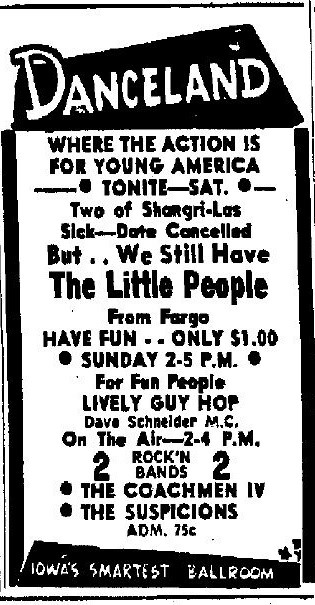 DANCELAND
WHERE THE ACTION IS
FOR YOUNG AMERICA
—• TONITE—SAT. •—
Two of Shangri-Las
Sick—Date Cancelled
But . . We Still Have
The Little People
From Fargo
HAVE FUN - - ONLY $1.00
• SUNDAY 2-5 P.M. •
For Fun People
LIVELY GUY HOP
Dave Schneider M.C.
On The Air—2-4 P.M.
2 ROCK'N 2
BANDS
• THE COACHMEN IV
• THE SUSPICIONS
ADM. 75c
IOWA'S SMARTEST BALLROOM